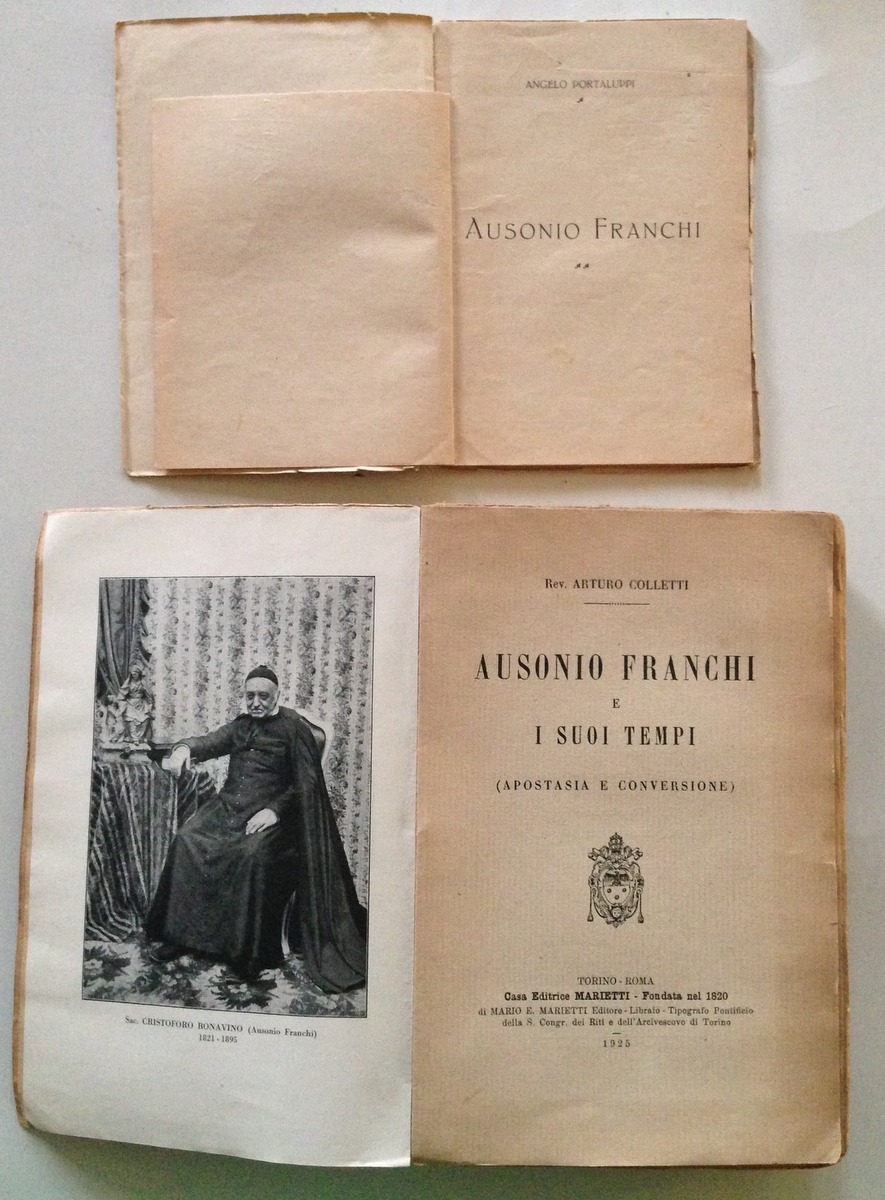 ANGELO PORTALUPPI
AUSONIO FRANCHI
Sac. CRISTOFORO BONAVINO (Ausonio Franchi)
1821 - 1895
Rev. ARTURO COLLETTI
AUSONIO FRANCHI
E
I SUOI TEMPI
(APOSTASIA E CONVERSIONE)
TORINO - ROMA
Casa Editrice MARIETTI - Fondata nel 1820
di MARIO E. MARIETTI Editore - Libraio - Tipografo Pontificio
della S. Congr. dei Riti e dell'Arcivescovo di Torino
1925